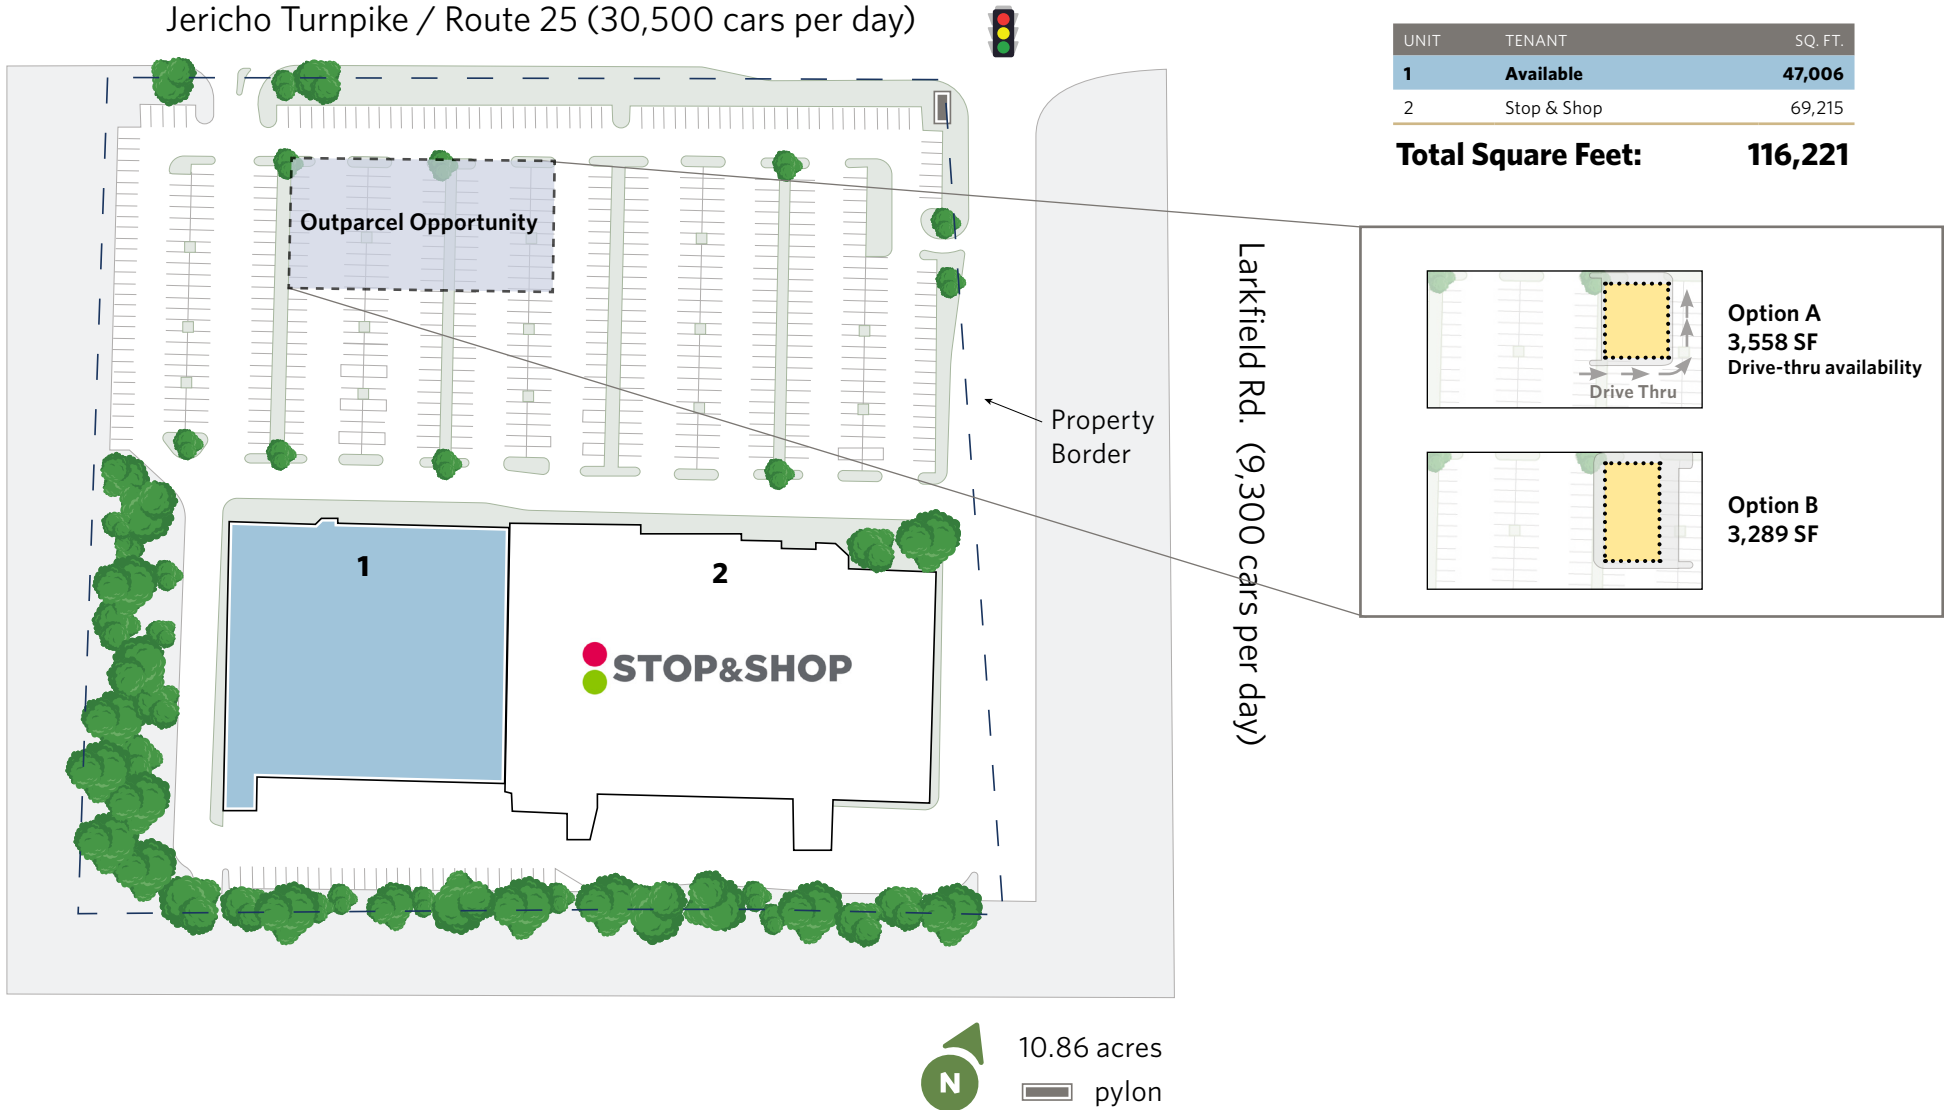 Jericho Turnpike / Route 25 (30,500 cars per day)
UNIT TENANT SQ. FT.
1 Available 47,006
2 Stop & Shop 69,215
Total Square Feet: 116,221
Outparcel Opportunity
Larkfield Rd. (9,300 cars per day)
Option A
3,558 SF
Drive-thru availability
Drive Thru
Property
Border
Option B
3,289 SF
1
2
STOP&SHOP
N
10.86 acres
pylon